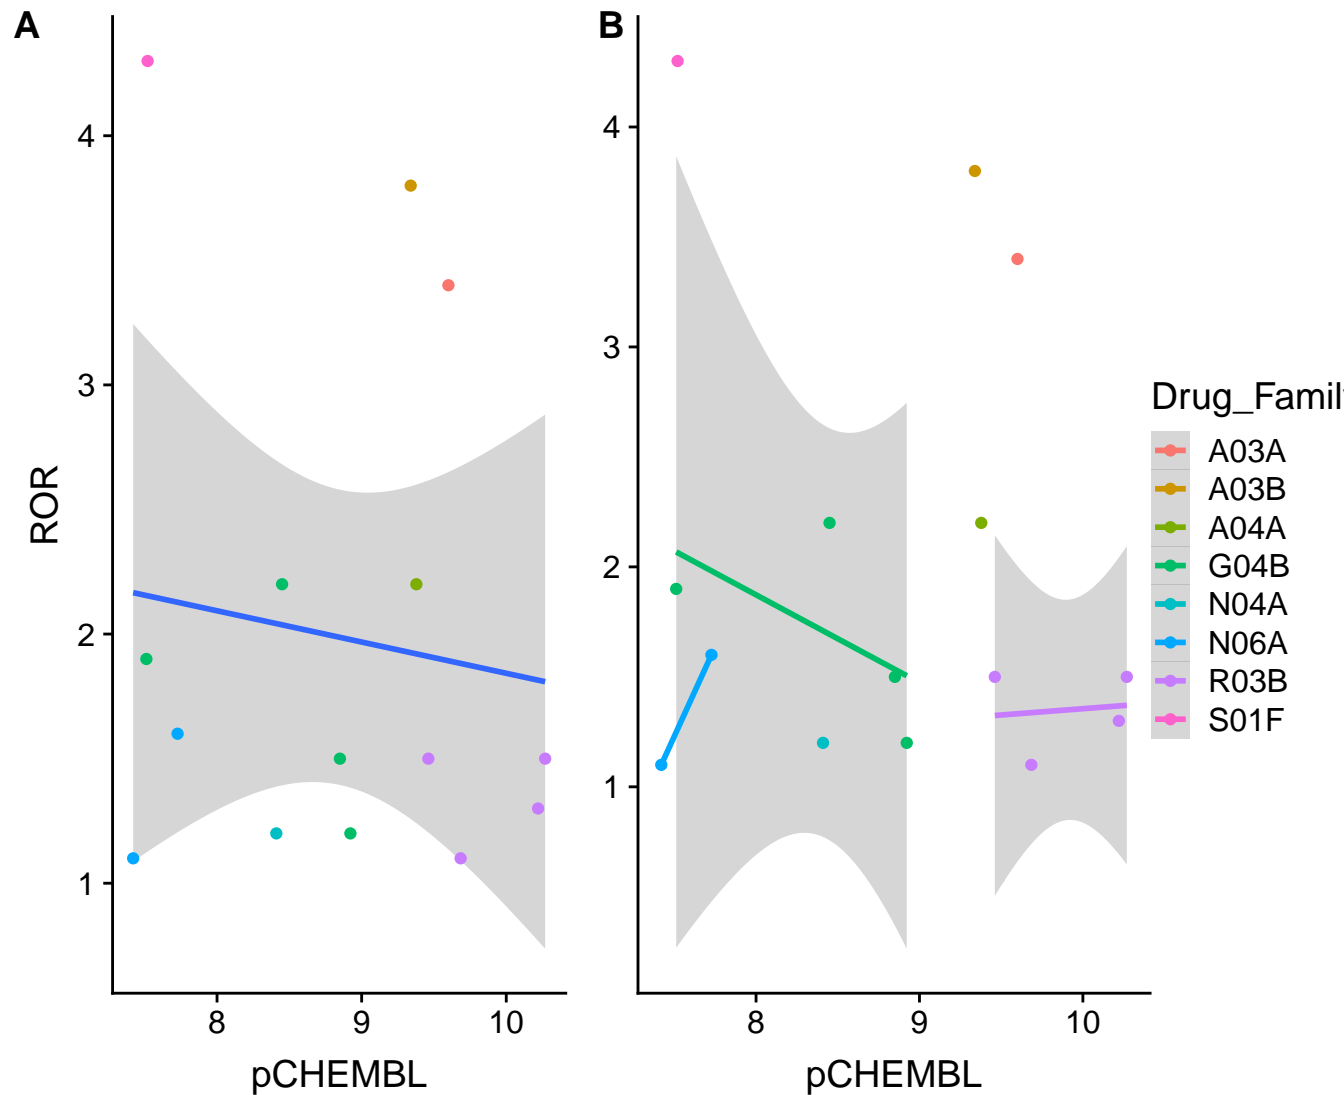 A
B
4
3
2
1
ROR
8 9 10
pCHEMBL
4
3
2
1
8 9 10
pCHEMBL
Drug_Famil
A03A
A03B
A04A
G04B
N04A
N06A
R03B
S01F